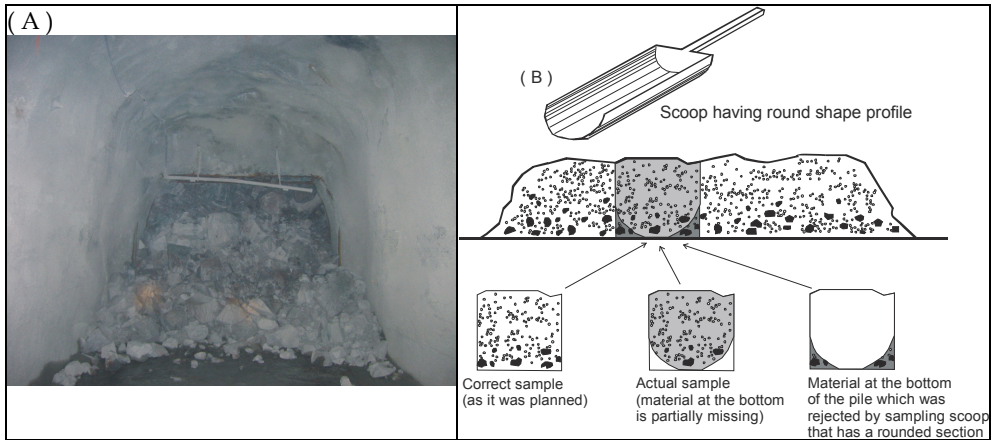 ( A )
( B )
Scoop having round shape profile
Correct sample
(as it was planned)
Actual sample
(material at the bottom
is partially missing)
Material at the bottom
of the pile which was
rejected by sampling scoop
that has a rounded section